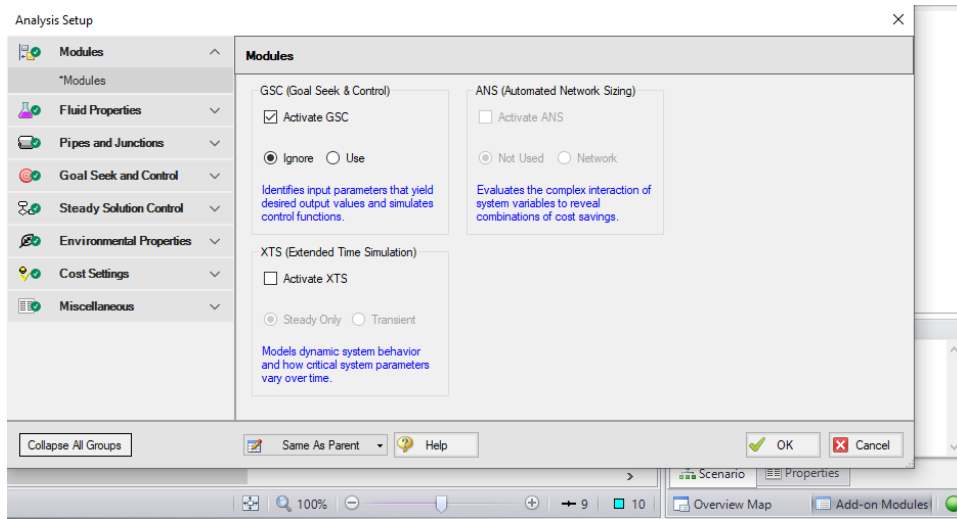 Analysis Setup
Modules
*Modules
Fluid Properties
Pipes and Junctions
Goal Seek and Control
Steady Solution Control
Environmental Properties
Cost Settings
Miscellaneous
Collapse All Groups
Modules
GSC (Goal Seek & Control)
Activate GSC
Ignore Use
Identifies input parameters that yield
desired output values and simulates
control functions.
ANS (Automated Network Sizing)
Activate ANS
Not Used Network
Evaluates the complex interaction of
system variables to reveal
combinations of cost savings.
XTS (Extended Time Simulation)
Activate XTS
Steady Only Transient
Models dynamic system behavior
and how critical system parameters
vary over time.
Same As Parent Help
OK Cancel
Scenario Properties
100% 9 10 Overview Map Add-on Modules